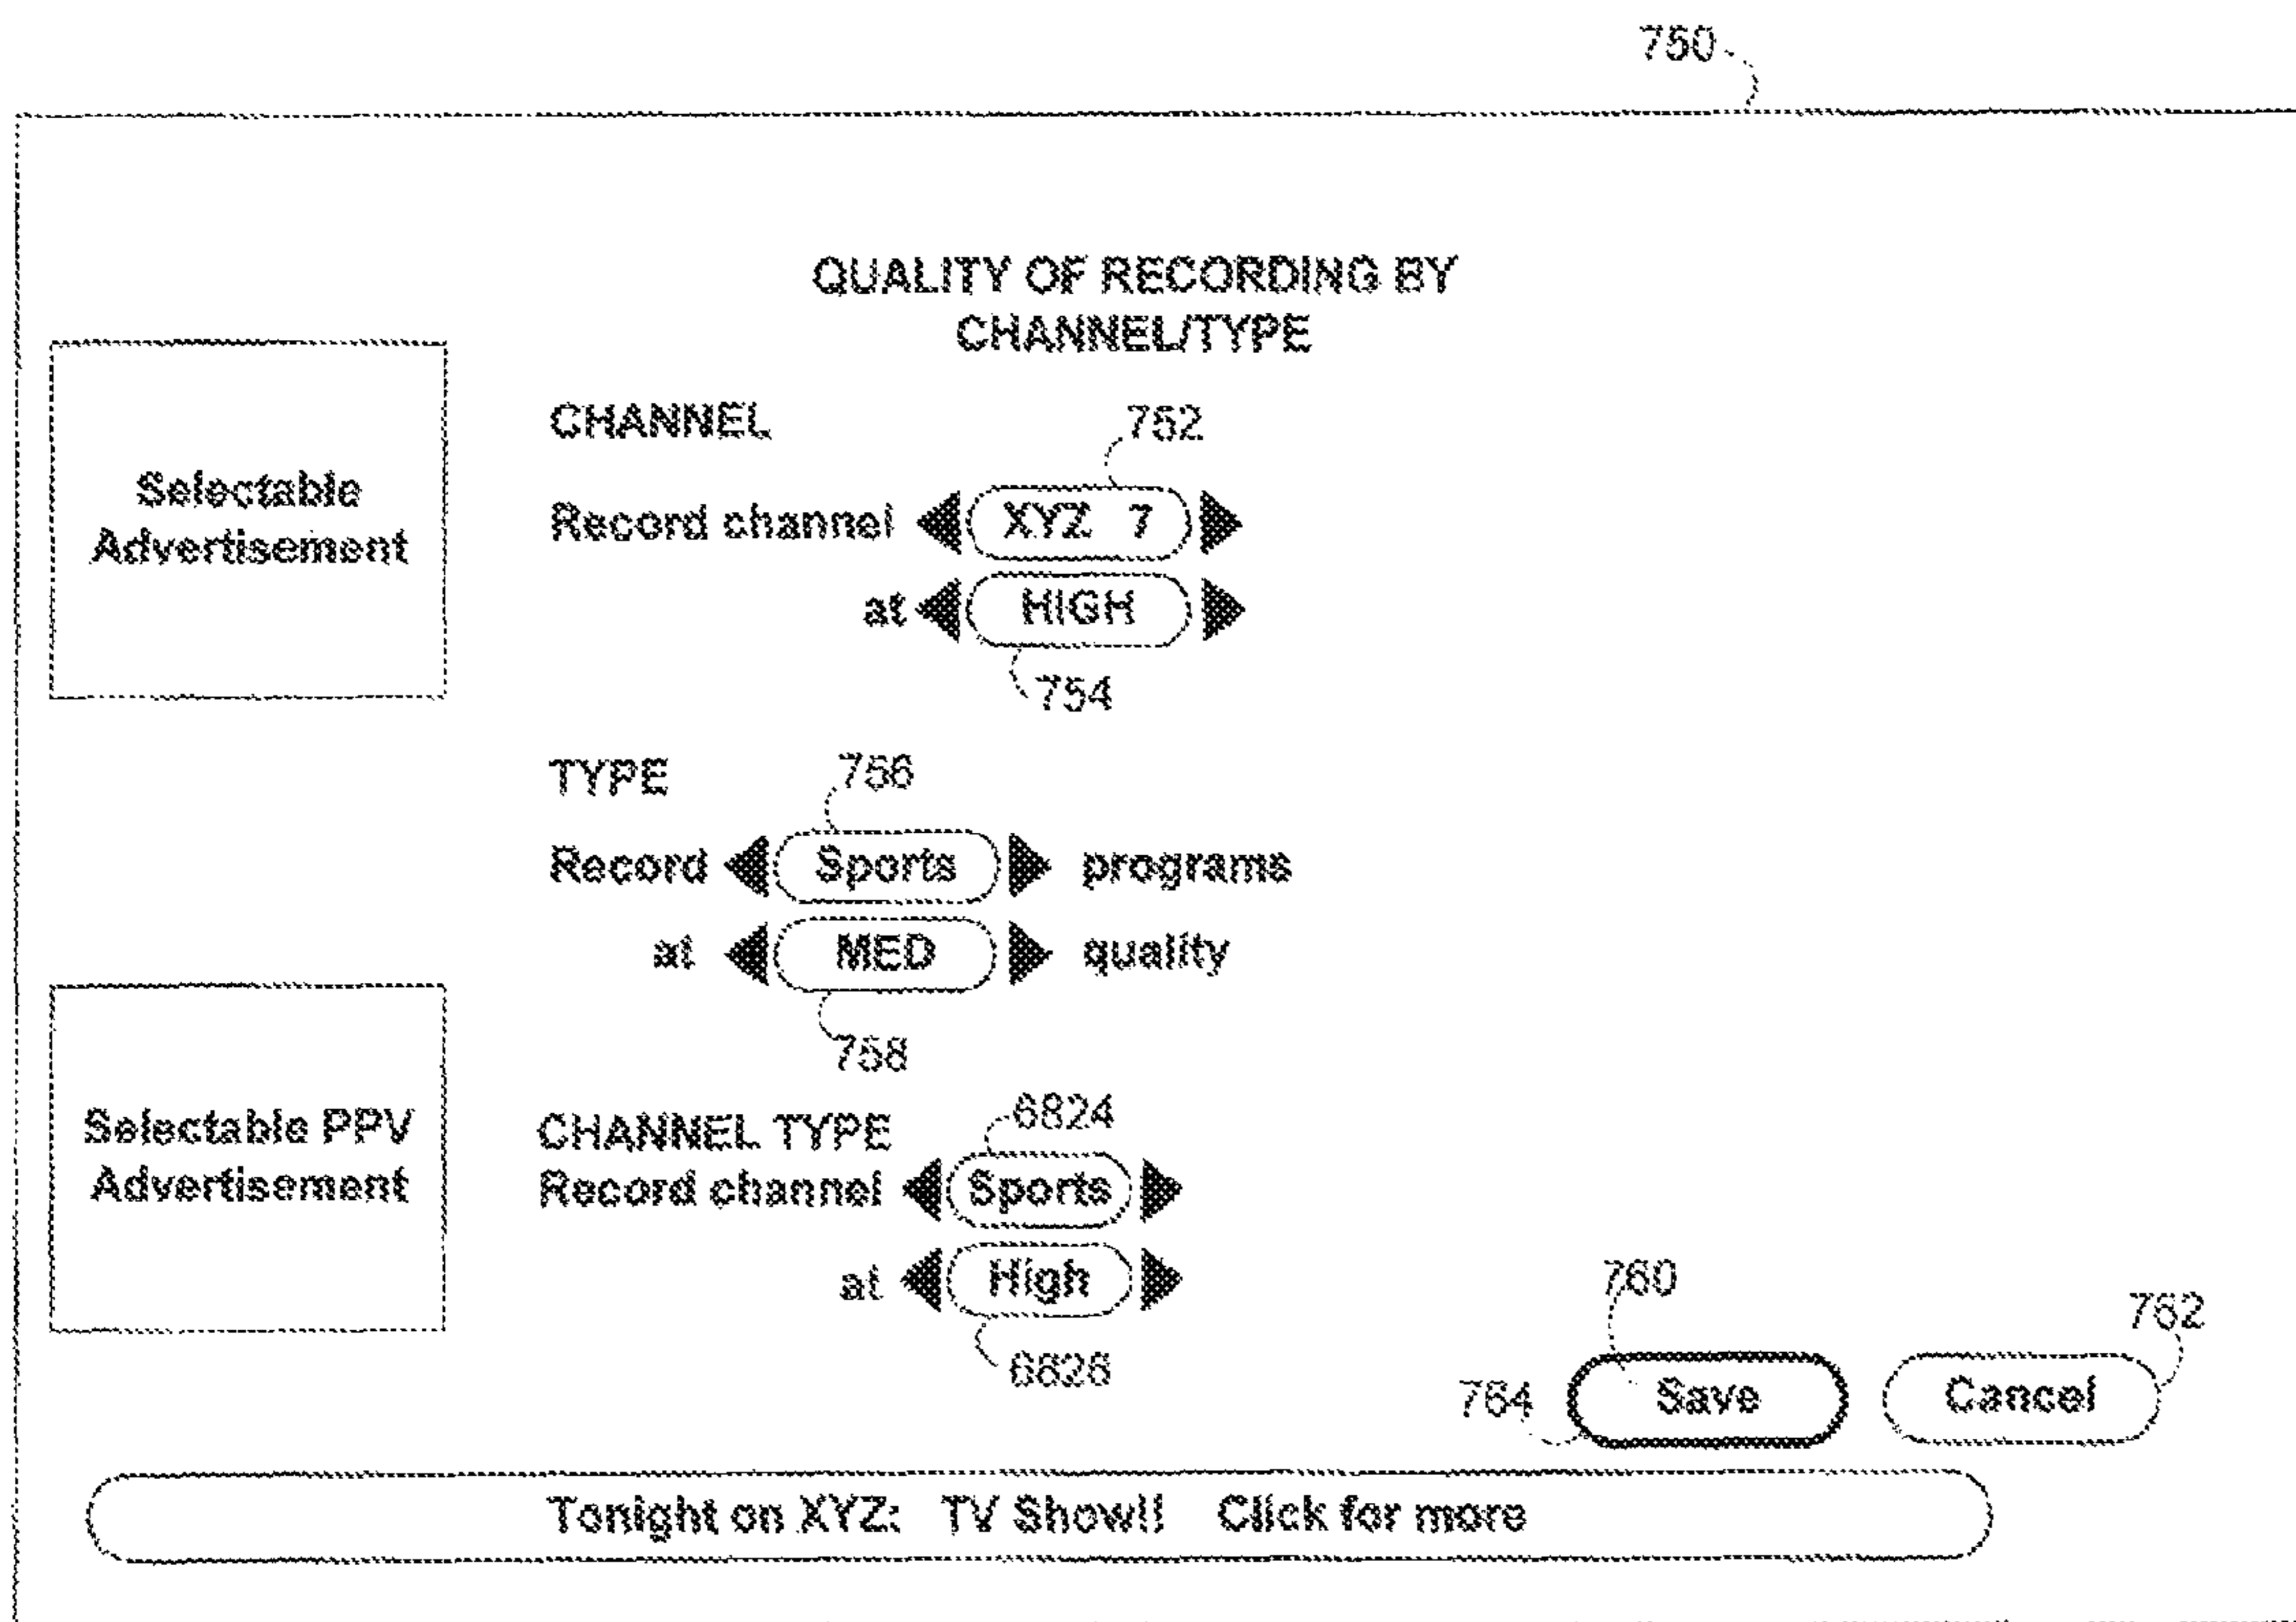 750
QUALITY OF RECORDING BY
CHANNEL/TYPE
Selectable
Advertisement
CHANNEL
752
Record channel XYZ 7
at HIGH
754
TYPE
756
Record Sports programs
at MED quality
758
Selectable PPV
Advertisement
CHANNEL TYPE
6824
Record channel Sports
at High
6826
760
762
764
Save
Cancel
Tonight on XYZ: TV Show!! Click for more